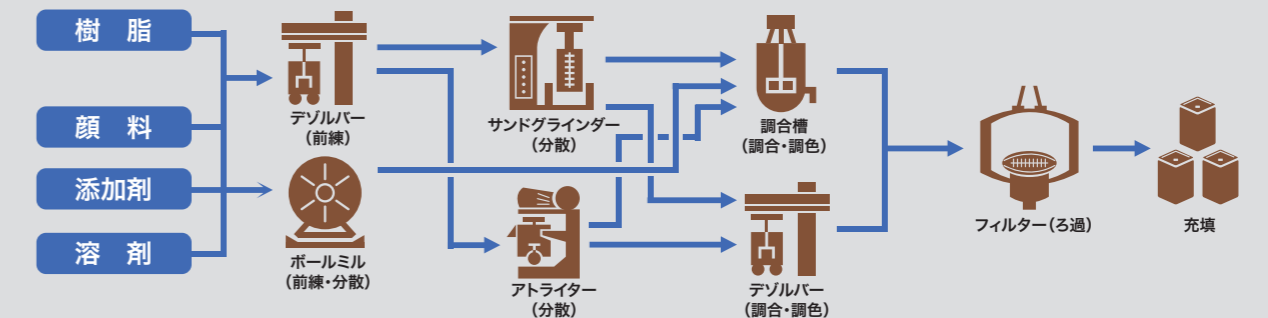 樹 脂
顔 料
添加剤
溶 剤
デゾルバー
（前練）
ボールミル
（前練・分散）
サンドグラインダー
（分散）
アトライター
（分散）
調合槽
（調合・調色）
デゾルバー
（調合・調色）
フィルター（ろ過）
充填